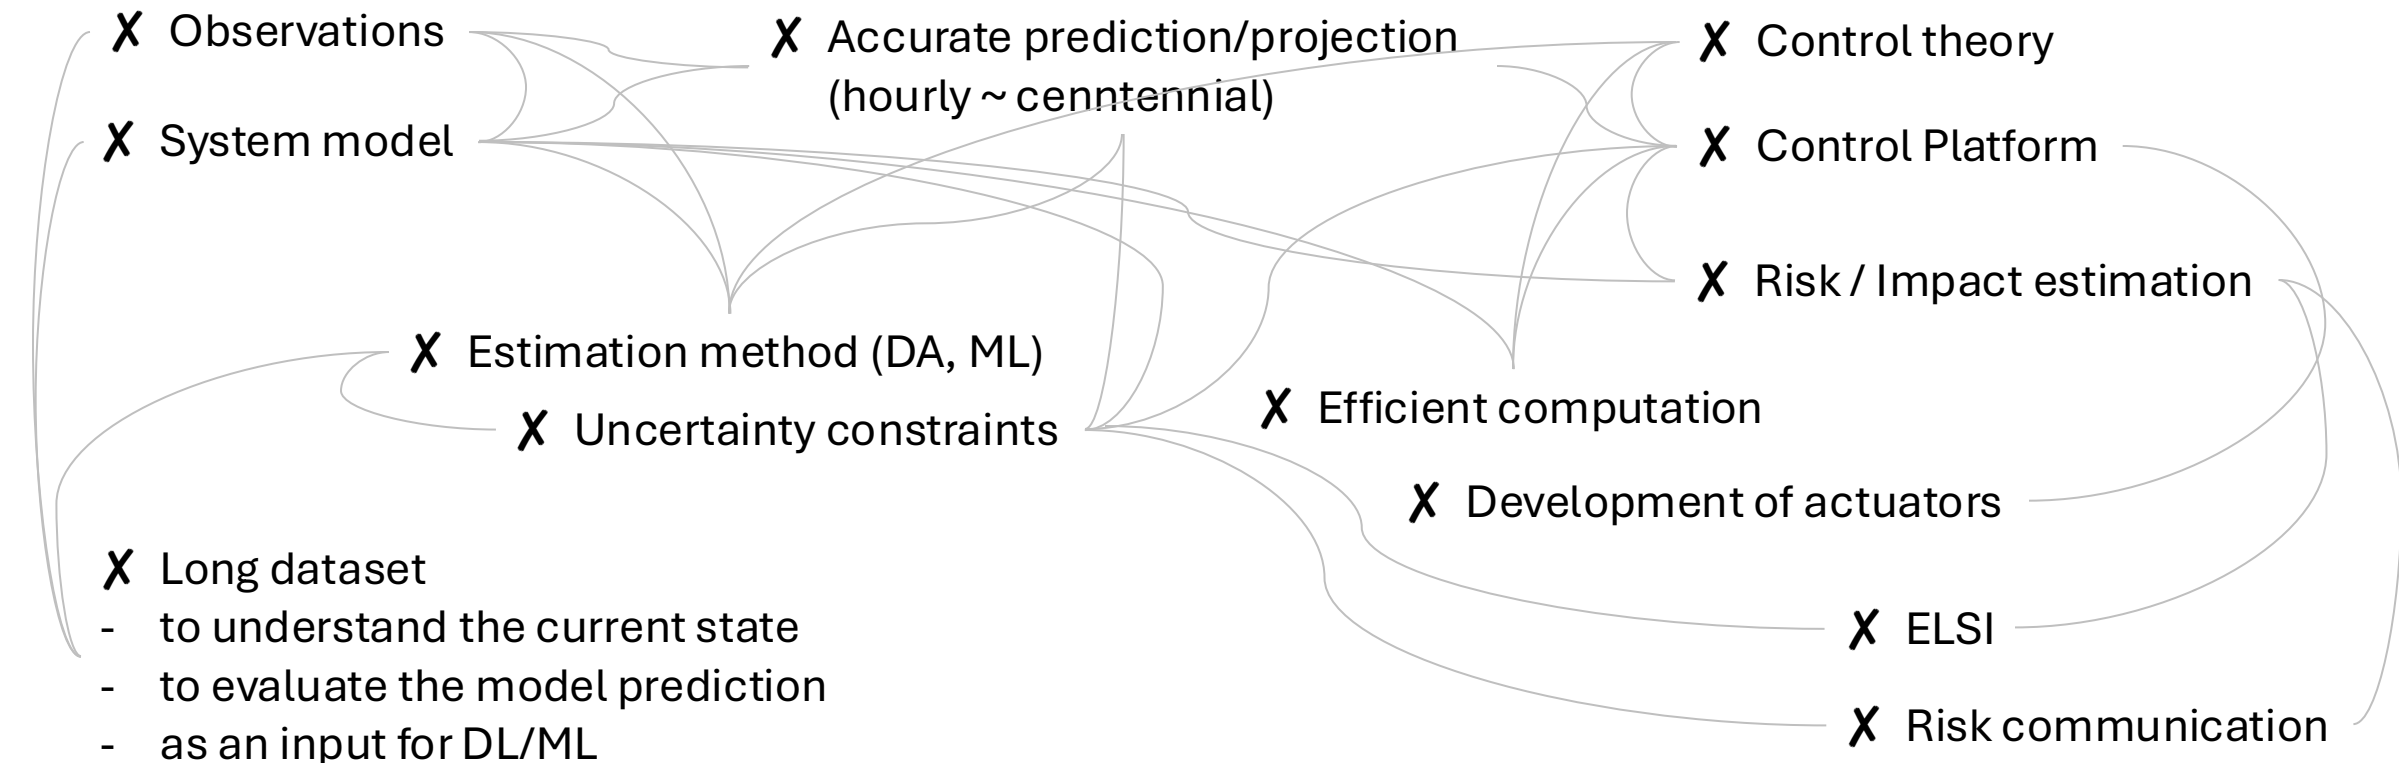 ✗ Observations
✗ System model
✗ Accurate prediction/projection
(hourly ~ cenntennial)
✗ Control theory
✗ Control Platform
✗ Risk / Impact estimation
✗ Estimation method (DA, ML)
✗ Uncertainty constraints
✗ Efficient computation
✗ Development of actuators
✗ Long dataset
- to understand the current state
- to evaluate the model prediction
- as an input for DL/ML
✗ ELSI
✗ Risk communication